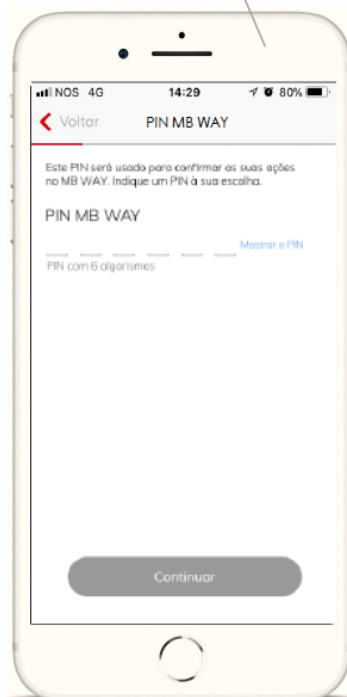 NOS 4G 14:29 80%
Voltar PIN MB WAY
Este PIN será usado para confirmar as suas ações
no MB WAY. Indique um PIN à sua escolha.
PIN MB WAY
Mostrar o PIN
PIN com 6 algarismos
Continuar